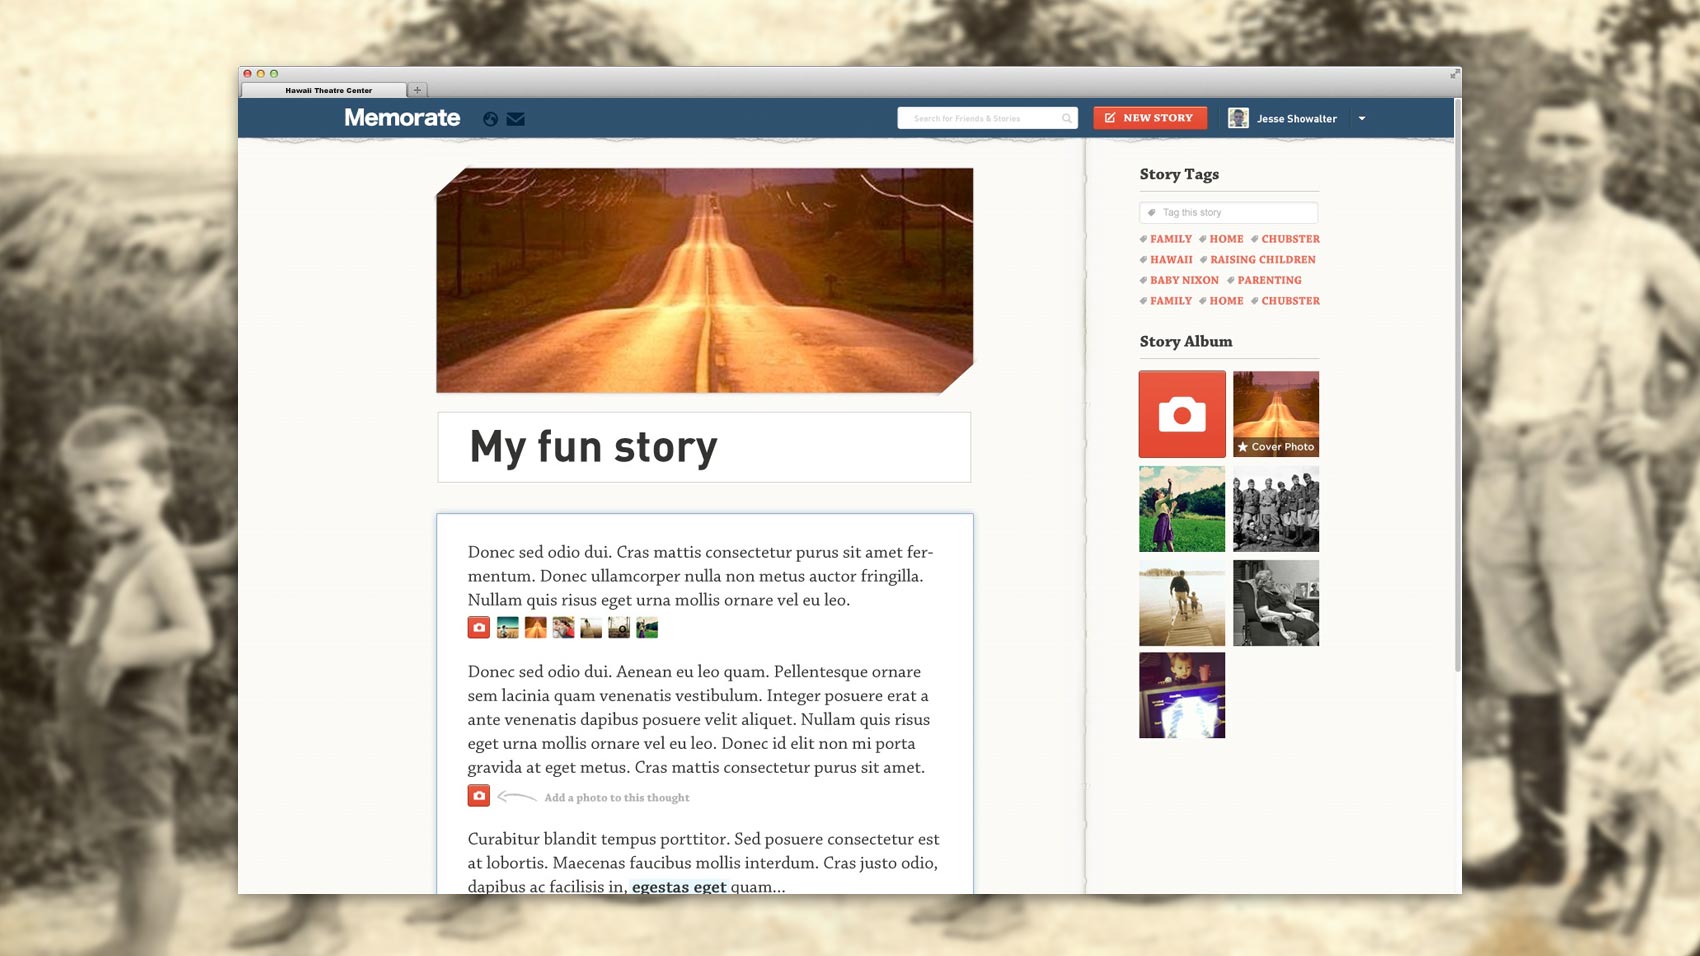 Hawaii Theatre Center
Memorate
Search for Friends & Stories
NEW STORY
Jesse Showalter
My fun story
Donec sed odio dui. Cras mattis consectetur purus sit amet fer-
mentum. Donec ullamcorper nulla non metus auctor fringilla.
Nullam quis risus eget urna mollis ornare vel eu leo.
Donec sed odio dui. Aenean eu leo quam. Pellentesque ornare
sem lacinia quam venenatis vestibulum. Integer posuere erat a
ante venenatis dapibus posuere velit aliquet. Nullam quis risus
eget urna mollis ornare vel eu leo. Donec id elit non mi porta
gravida at eget metus. Cras mattis consectetur purus sit amet.
Add a photo to this thought
Curabitur blandit tempus porttitor. Sed posuere consectetur est
at lobortis. Maecenas faucibus mollis interdum. Cras justo odio,
dapibus ac facilisis in, egestas eget quam...
Story Tags
Tag this story
FAMILY HOME CHUBSTER
HAWAII RAISING CHILDREN
BABY NIXON PARENTING
FAMILY HOME CHUBSTER
Story Album
Cover Photo